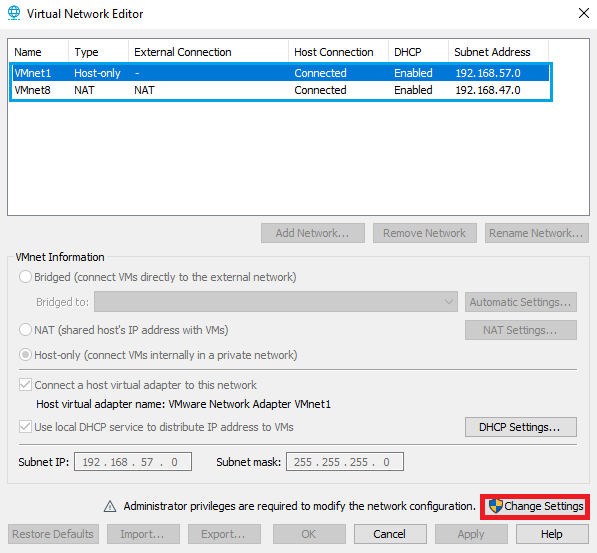 Virtual Network Editor
Name Type External Connection Host Connection DHCP Subnet Address
VMnet1 Host-only - Connected Enabled 192.168.57.0
VMnet8 NAT NAT Connected Enabled 192.168.47.0
Add Network... Remove Network Rename Network...
VMnet Information
Bridged (connect VMs directly to the external network)
Bridged to: Automatic Settings...
NAT (shared host's IP address with VMs) NAT Settings...
Host-only (connect VMs internally in a private network)
Connect a host virtual adapter to this network
Host virtual adapter name: VMware Network Adapter VMnet1
Use local DHCP service to distribute IP address to VMs DHCP Settings...
Subnet IP: 192 . 168 . 57 . 0 Subnet mask: 255 . 255 . 255 . 0
Administrator privileges are required to modify the network configuration. Change Settings
Restore Defaults Import... Export... OK Cancel Apply Help